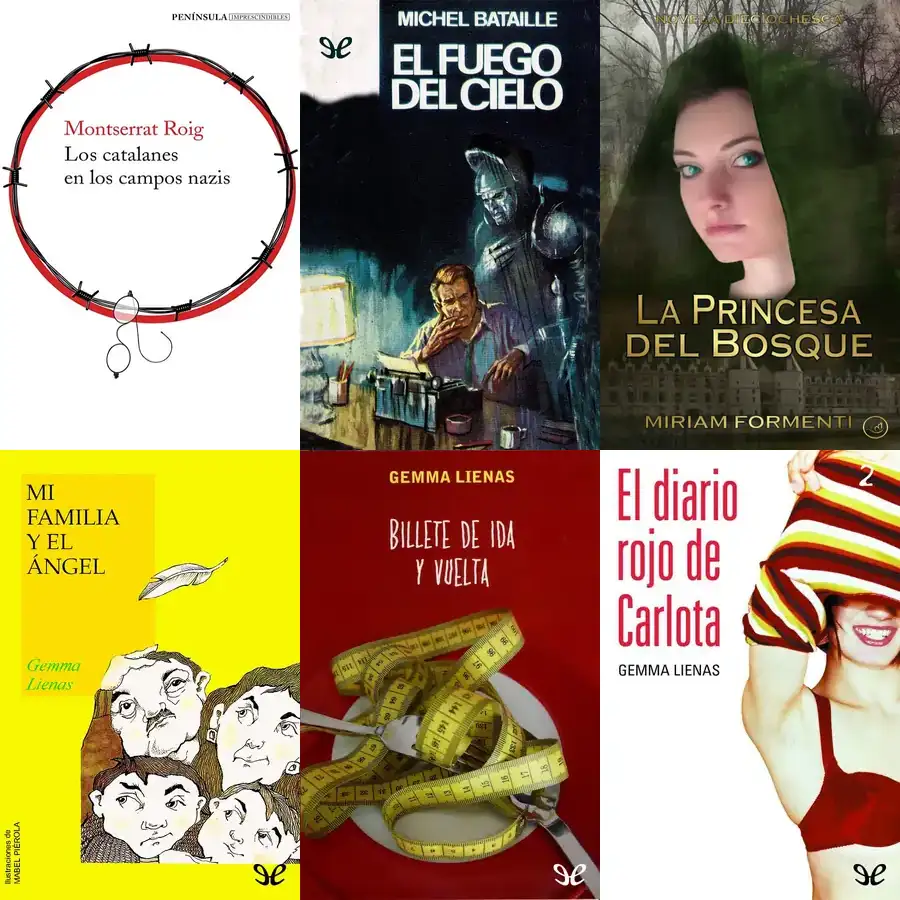 PENÍNSULA IMPRESCINDIBLES
Montserrat Roig
Los catalanes
en los campos nazis
MICHEL BATAILLE
EL FUEGO
DEL CIELO
NOVELA DIECIOCHESCA
LA PRINCESA
DEL BOSQUE
MIRIAM FORMENTI
MI
FAMILIA
Y EL
ÁNGEL
Gemma
Lienas
Ilustraciones de
MABEL PIÉROLA
GEMMA LIENAS
BILLETE DE IDA
Y VUELTA
2
El diario
rojo de
Carlota
GEMMA LIENAS